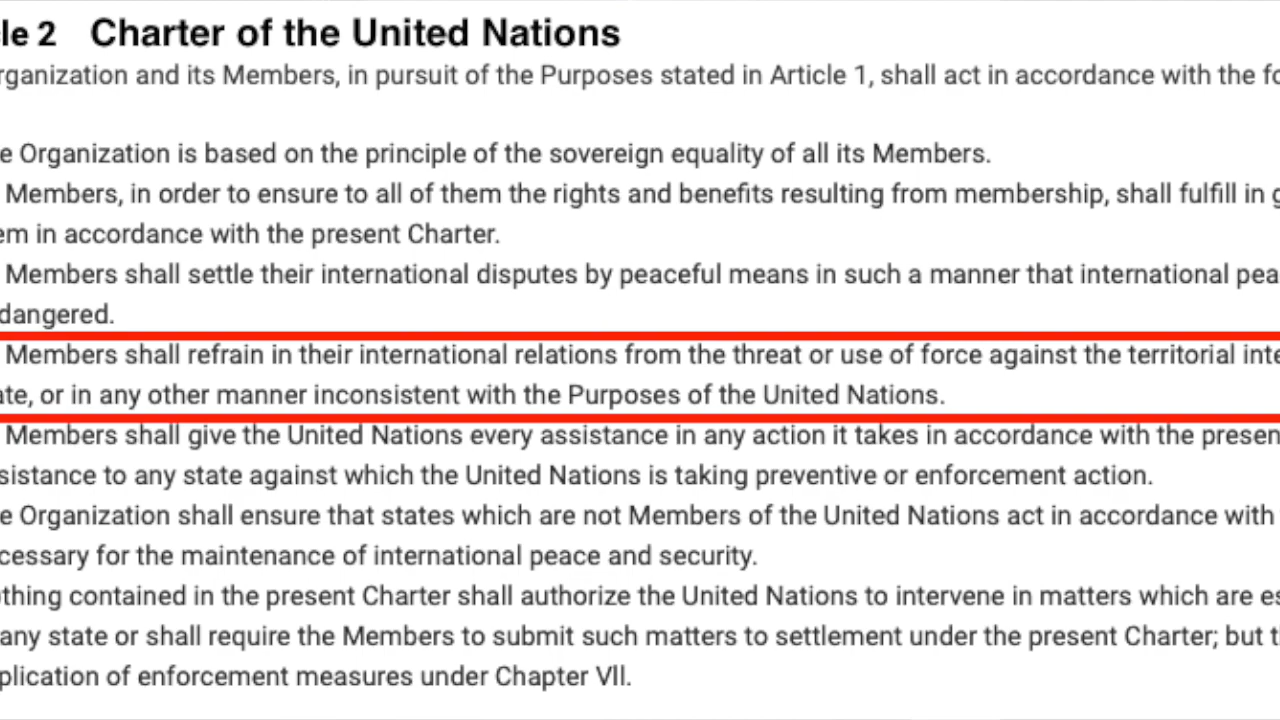 le 2 Charter of the United Nations
rganization and its Members, in pursuit of the Purposes stated in Article 1, shall act in accordance with the fo
e Organization is based on the principle of the sovereign equality of all its Members.
Members, in order to ensure to all of them the rights and benefits resulting from membership, shall fulfill in g
em in accordance with the present Charter.
Members shall settle their international disputes by peaceful means in such a manner that international pea
dangered.
Members shall refrain in their international relations from the threat or use of force against the territorial inte
ate, or in any other manner inconsistent with the Purposes of the United Nations.
Members shall give the United Nations every assistance in any action it takes in accordance with the presen
sistance to any state against which the United Nations is taking preventive or enforcement action.
e Organization shall ensure that states which are not Members of the United Nations act in accordance with
cessary for the maintenance of international peace and security.
thing contained in the present Charter shall authorize the United Nations to intervene in matters which are es
any state or shall require the Members to submit such matters to settlement under the present Charter; but t
plication of enforcement measures under Chapter Vll.